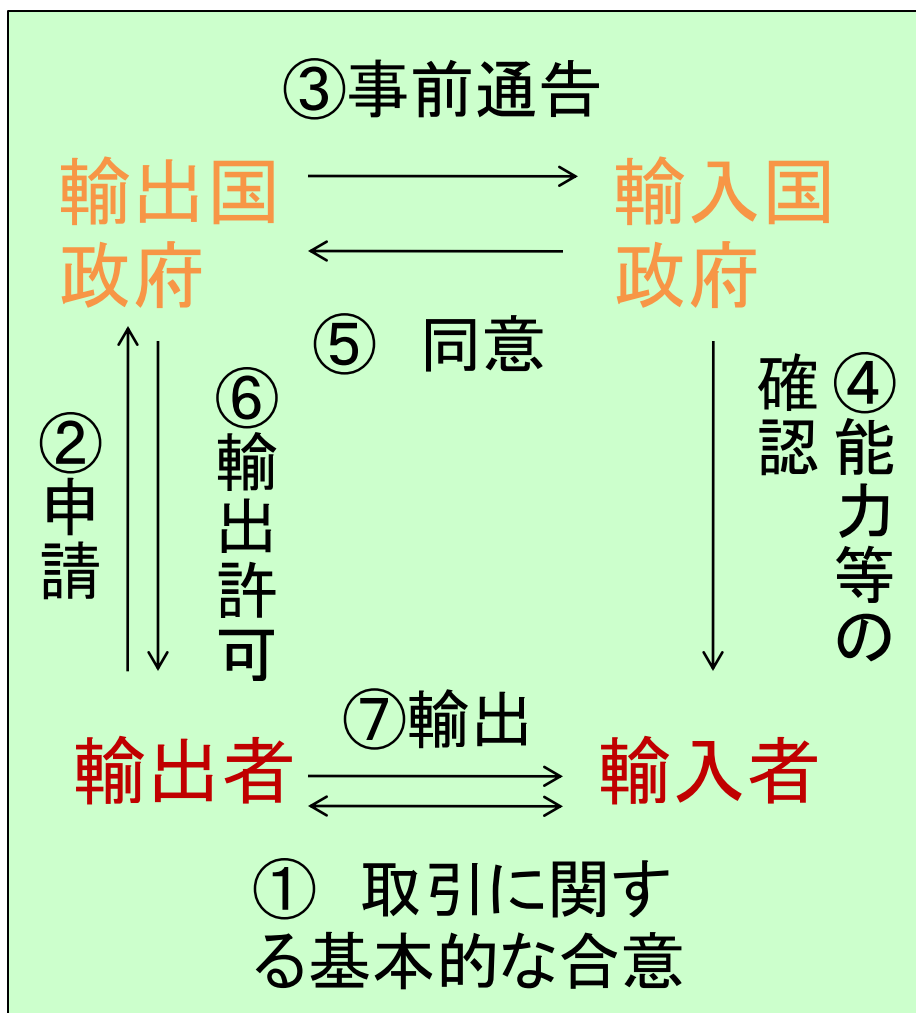 ③事前通告
輸出国
政府
輸入国
政府
⑤ 同意
②申請
⑥輸出許可
④能力等の
確認
⑦輸出
輸出者
輸入者
① 取引に関す
る基本的な合意